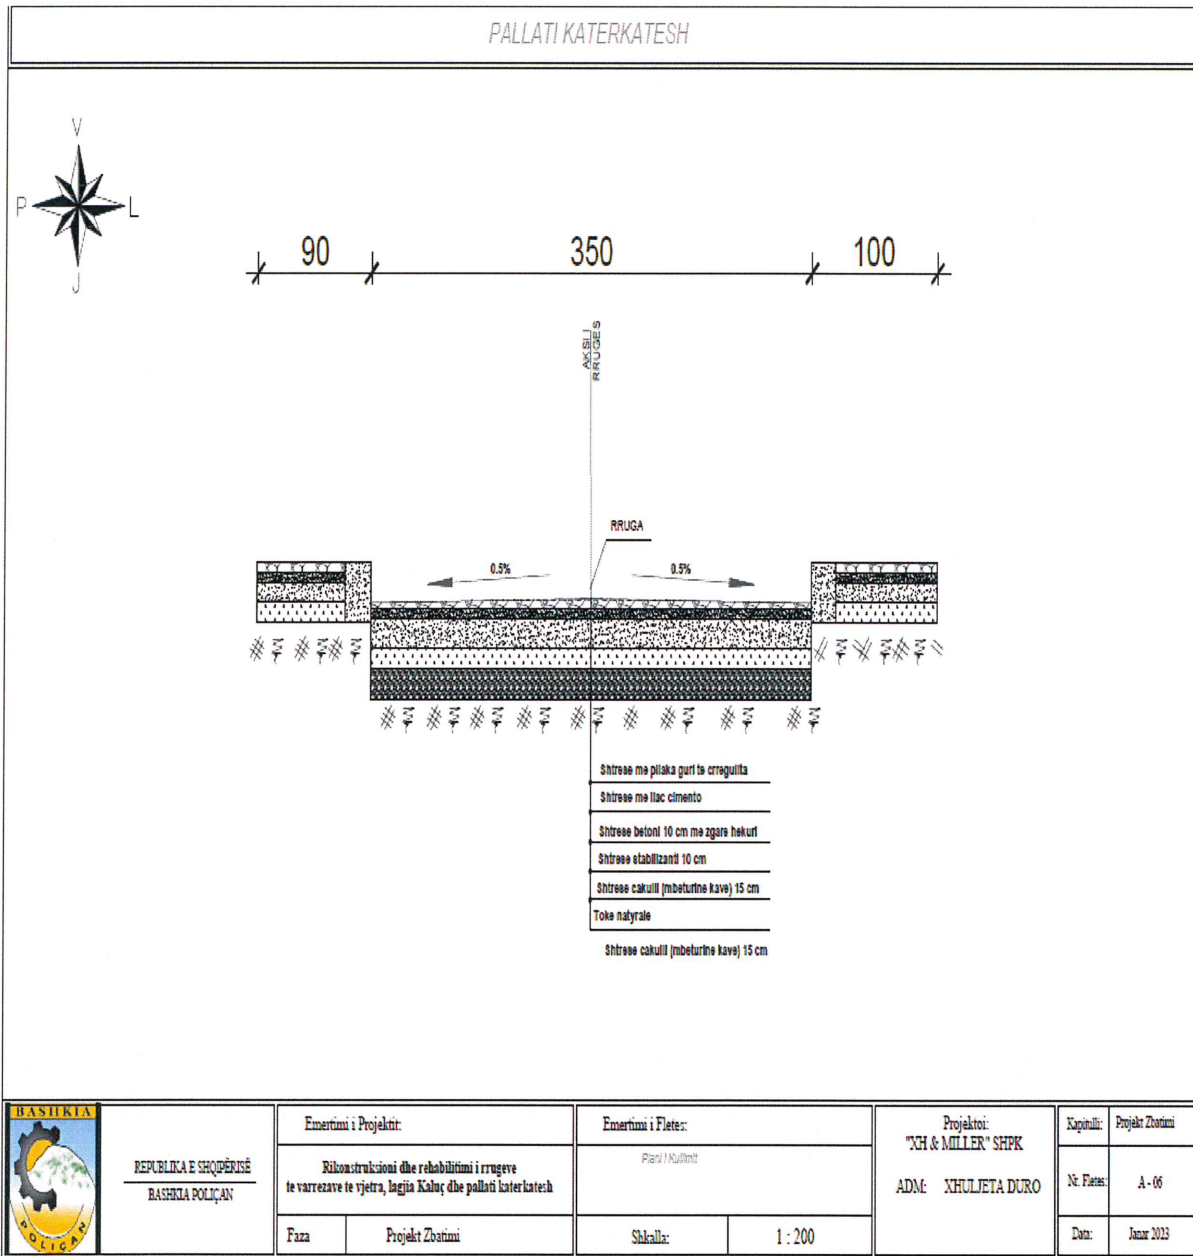 PALLATI KATERKATESH
V
P L
J
90 350 100
AKSI I
RRUGES
RRUGA
0.5% 0.5%
Shtrese me pllaka guri te crregullta
Shtrese me llac cimento
Shtrese betoni 10 cm me zgare hekuri
Shtrese stabilizanti 10 cm
Shtrese cakulli (mbeturine kave) 15 cm
Toke natyrale
Shtrese cakulli (mbeturine kave) 15 cm
BASHKIA
POLIÇAN
REPUBLIKA E SHQIPËRISË
BASHKIA POLIÇAN
Emertimi i Projektit:
Rikonstruksioni dhe rehabilitimi i rrugeve
te varrezave te vjetra, lagjia Kaluç dhe pallati katerkatesh
Faza Projekt Zbatimi
Emertimi i Fletes:
Plani i Kullimit
Shkalla: 1 : 200
Projektoi:
"XH & MILLER" SHPK
ADM: XHULJETA DURO
Kapitulli: Projekt Zbatimi
Nr. Fletes: A - 06
Data: Janar 2023